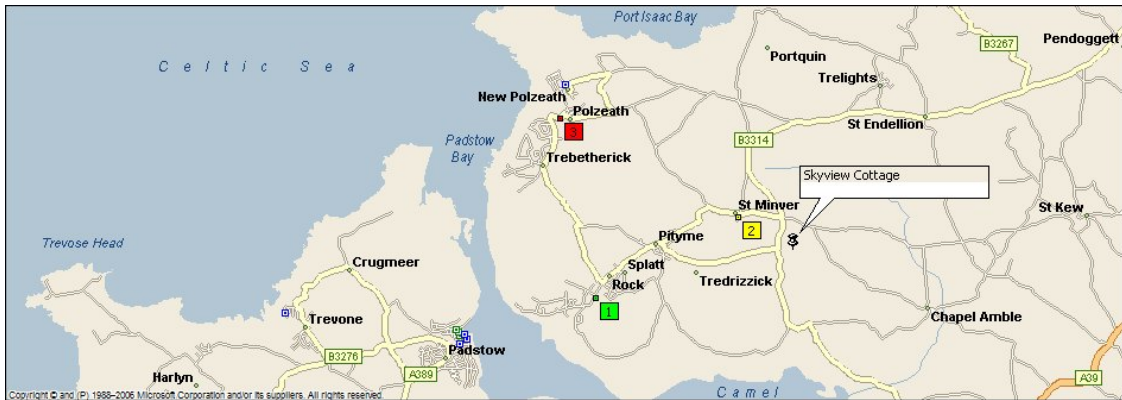 Port Isaac Bay
B3267
Pendoggett
Celtic Sea
Portquin
Trelights
New Polzeath
Polzeath
3
St Endellion
Padstow
Bay
B3314
Trebetherick
Skyview Cottage
St Minver
St Kew
2
Pityme
Trevose Head
Crugmeer
Splatt
Rock
Tredrizzick
1
Chapel Amble
Trevone
Padstow
B3276
A389
Harlyn
A39
Camel
Copyright © and (P) 1988–2006 Microsoft Corporation and/or its suppliers. All rights reserved.